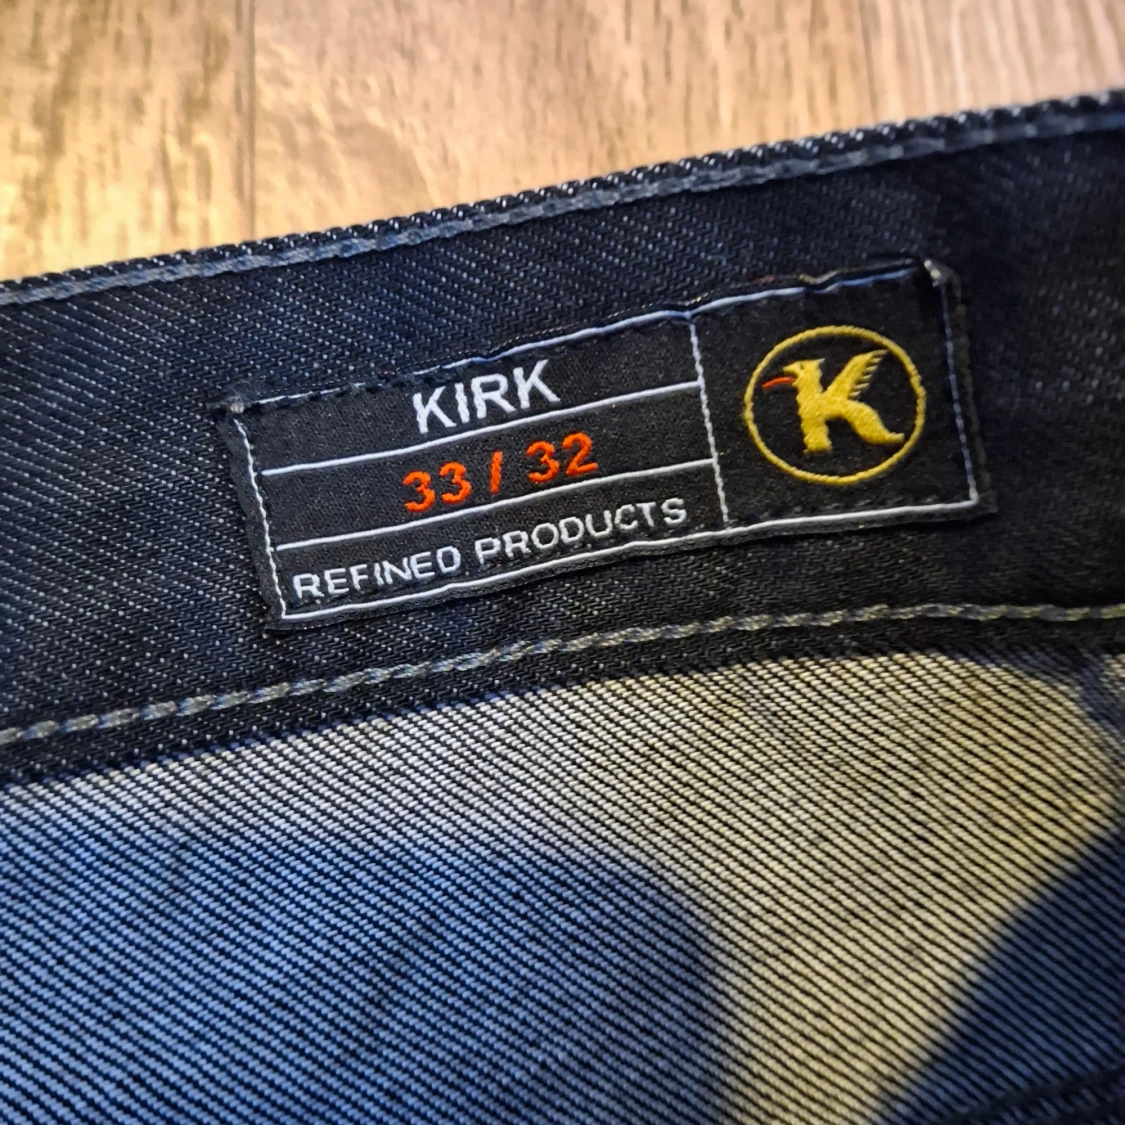 KIRK
33 / 32
REFINED PRODUCTS
K